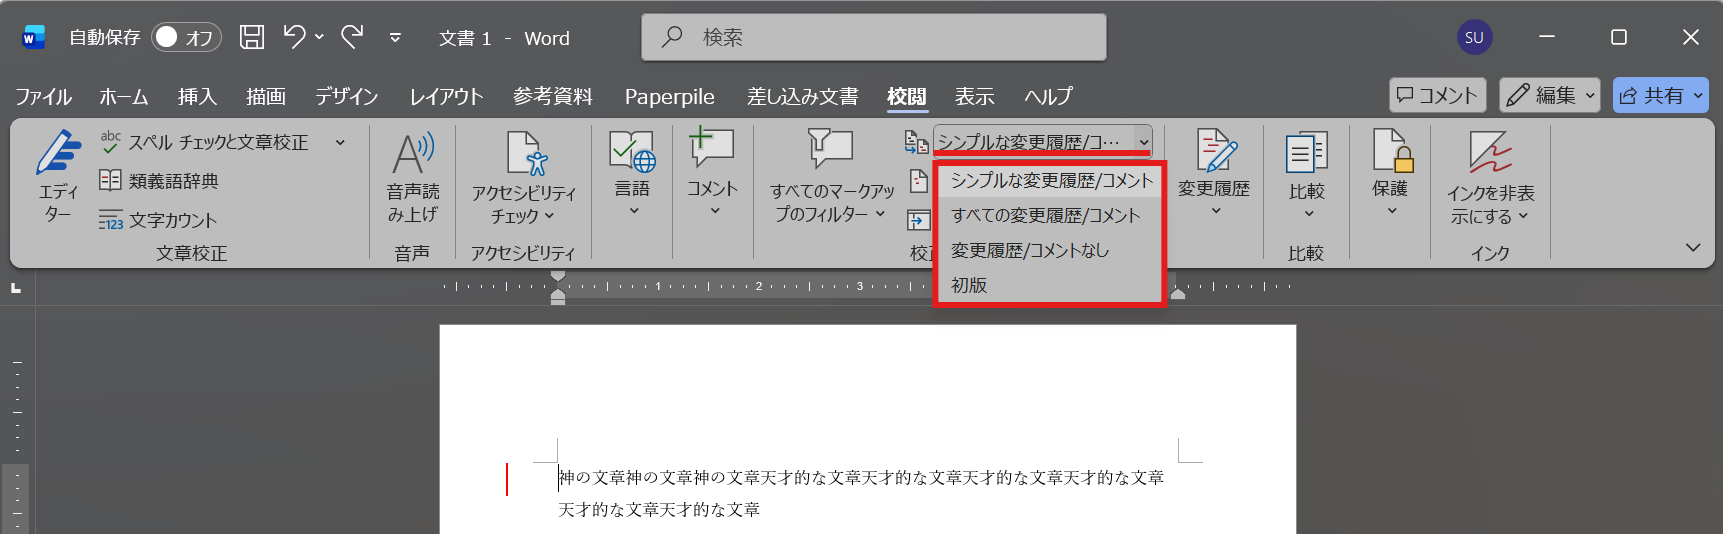 自動保存 オフ 文書 1 - Word 検索 SU
ファイル ホーム 挿入 描画 デザイン レイアウト 参考資料 Paperpile 差し込み文書 校閲 表示 ヘルプ コメント 編集 共有
エディター
abc スペル チェックと文章校正
類義語辞典
123 文字カウント
文章校正
音声読み上げ
音声
アクセシビリティ
チェック
アクセシビリティ
言語
コメント
すべてのマークアッ
プのフィルター
シンプルな変更履歴/コ…
シンプルな変更履歴/コメント
すべての変更履歴/コメント
変更履歴/コメントなし
初版
変更履歴
比較
比較
保護
インクを非表
示にする
インク
1 2 3
神の文章神の文章神の文章天才的な文章天才的な文章天才的な文章天才的な文章
天才的な文章天才的な文章